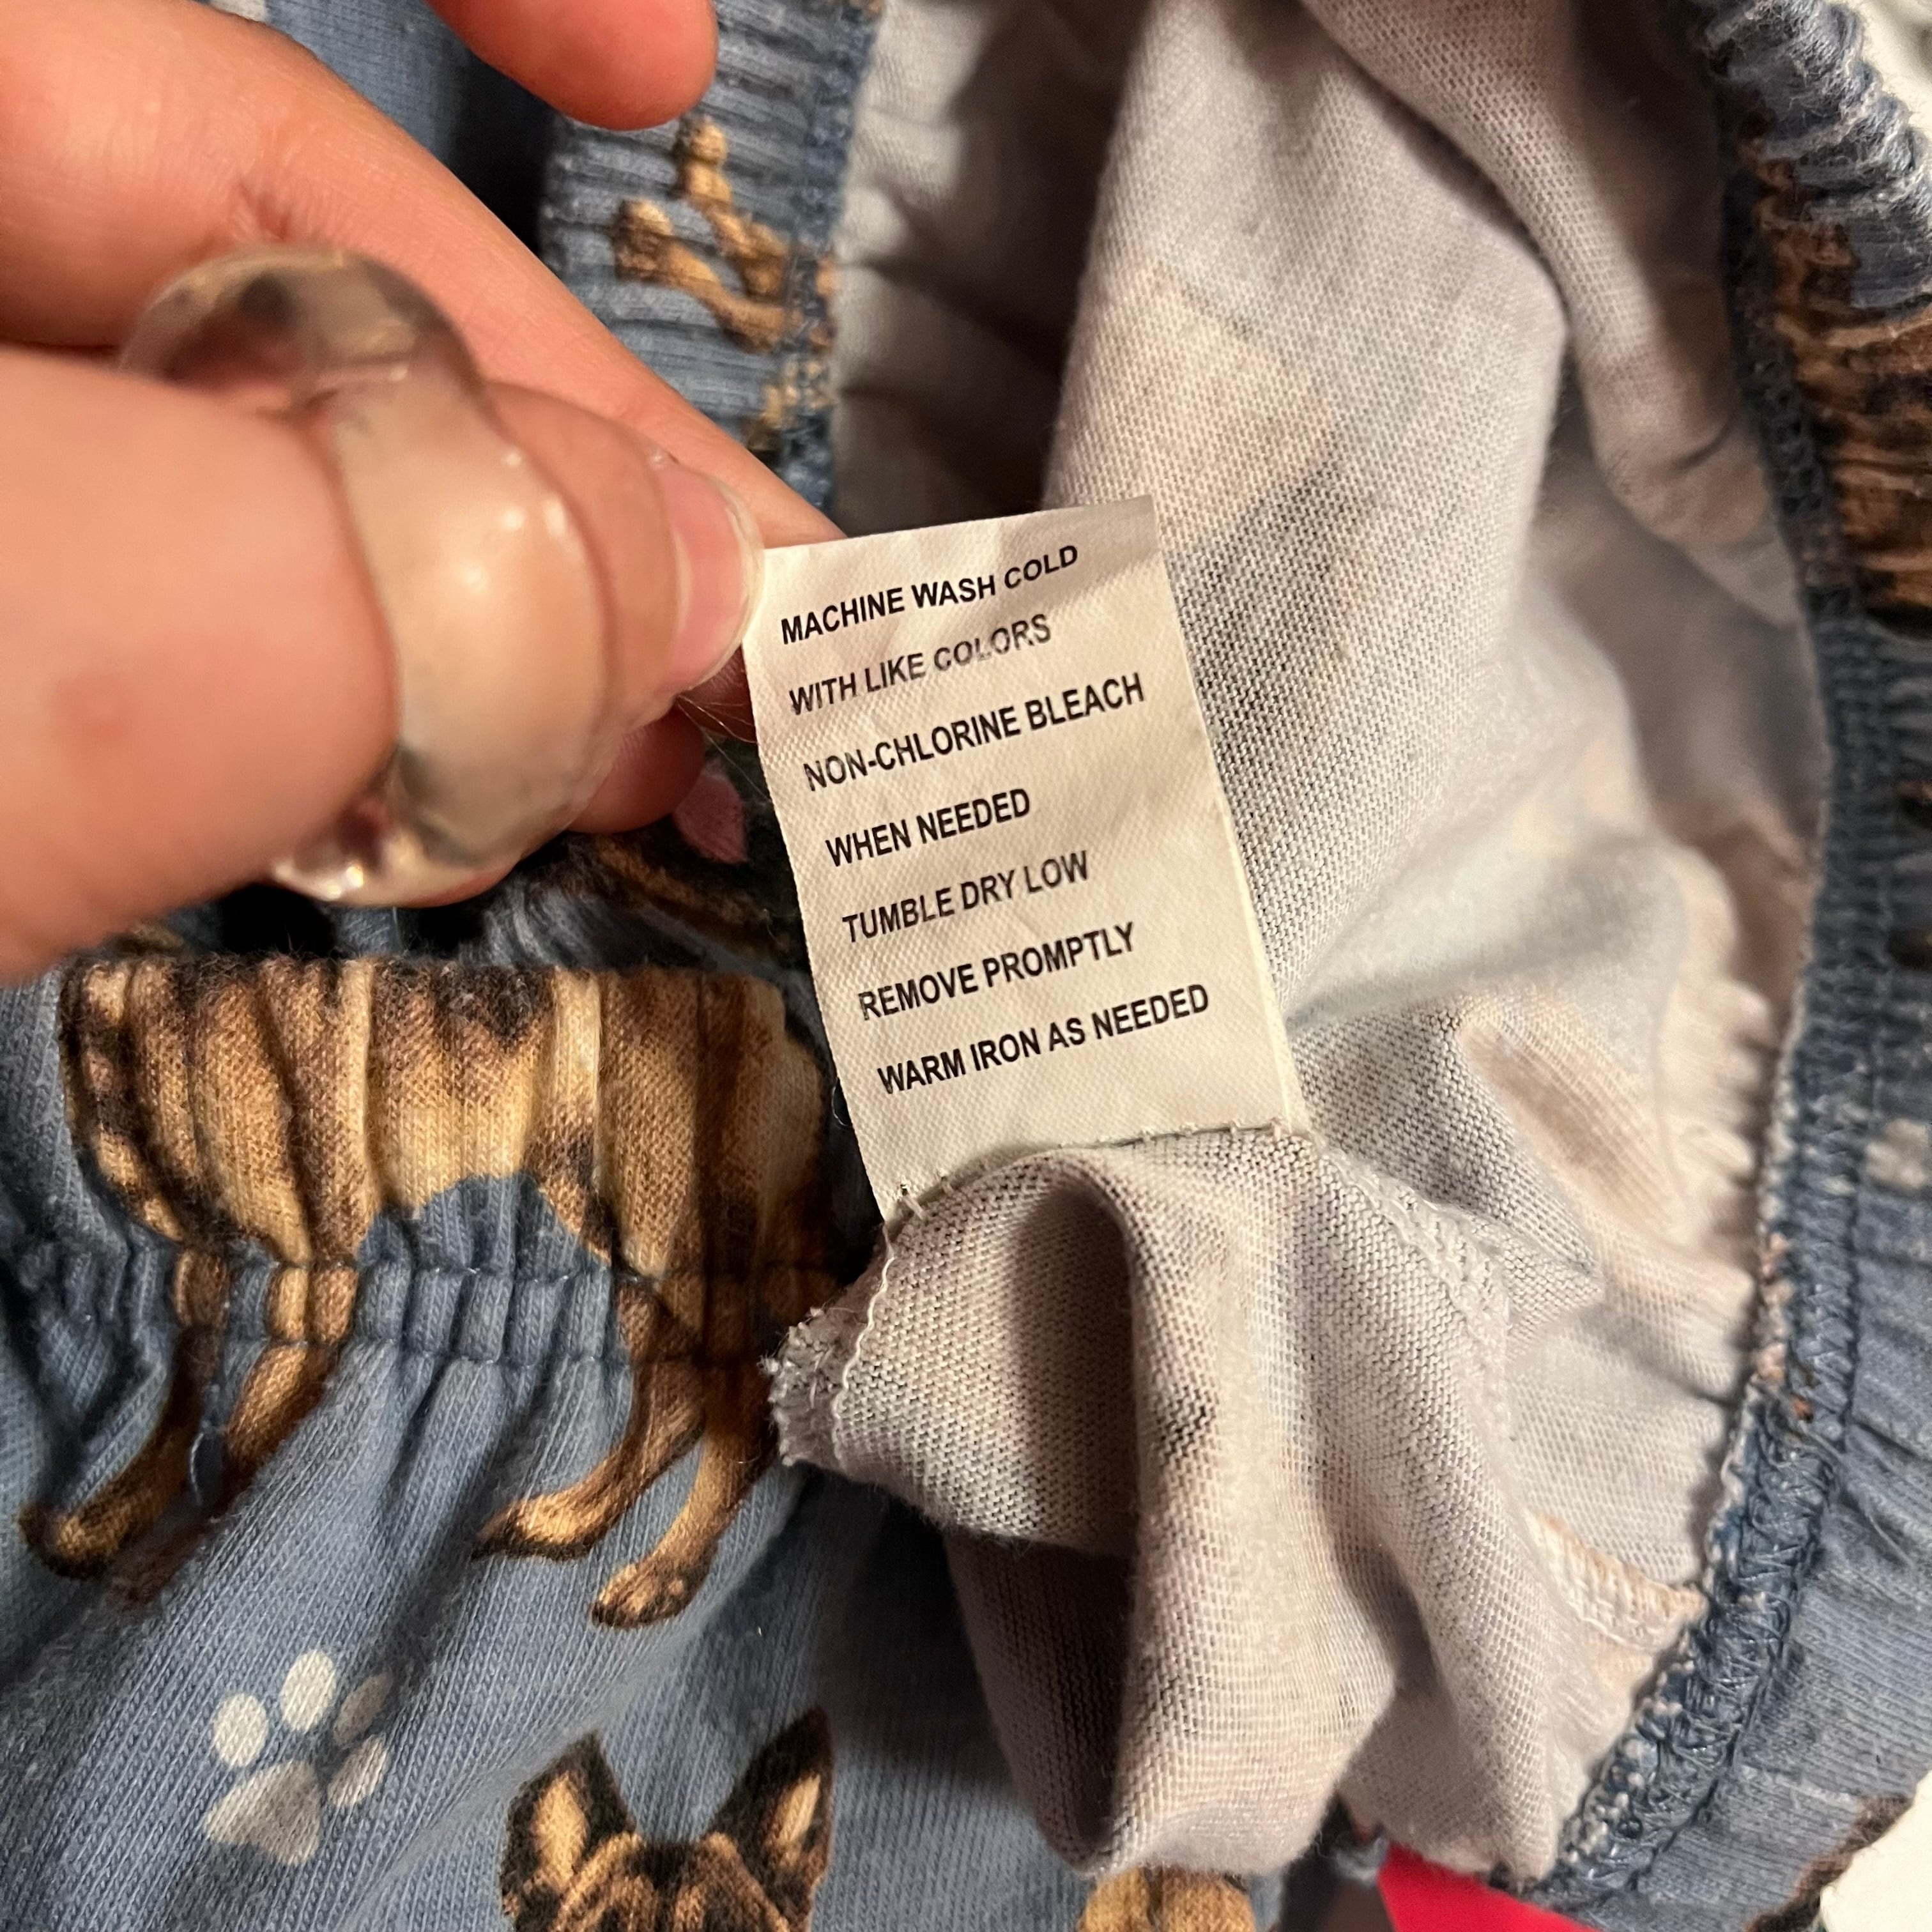 MACHINE WASH COLD
WITH LIKE COLORS
NON-CHLORINE BLEACH
WHEN NEEDED
TUMBLE DRY LOW
REMOVE PROMPTLY
WARM IRON AS NEEDED